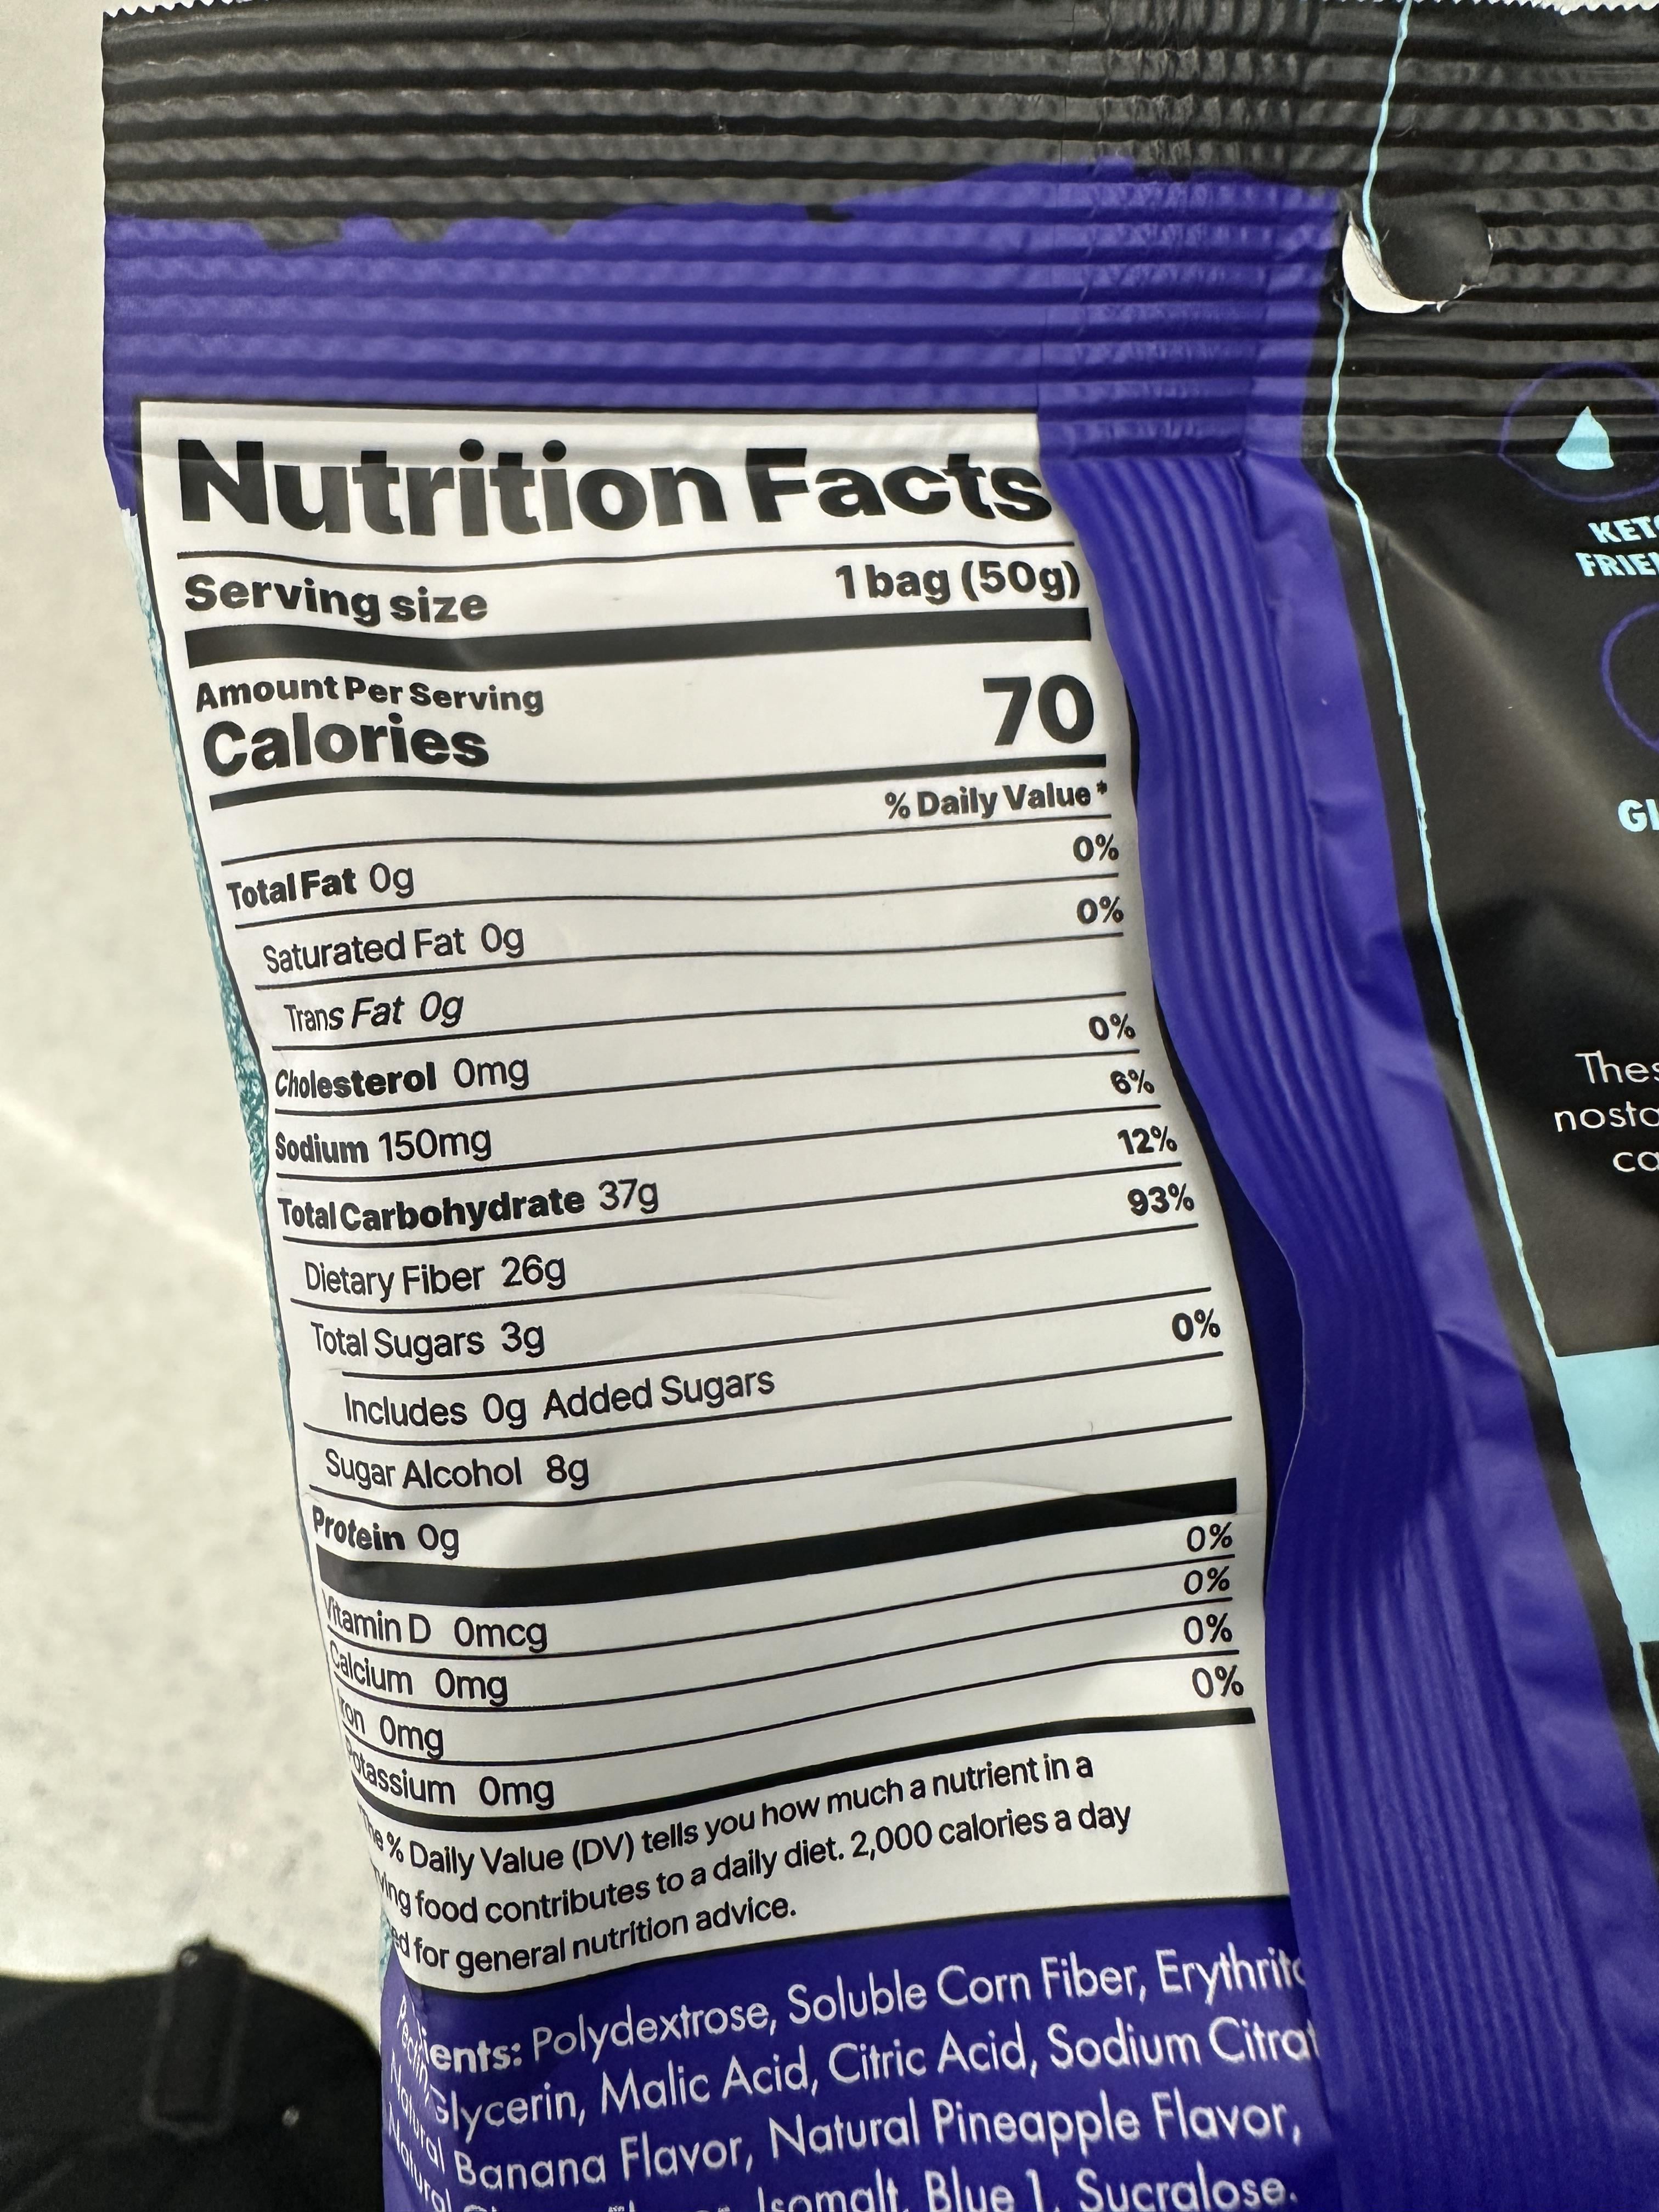 Nutrition Facts
Serving size 1 bag (50g)
Amount Per Serving
Calories 70
% Daily Value*
Total Fat 0g 0%
Saturated Fat 0g 0%
Trans Fat 0g
Cholesterol 0mg 0%
Sodium 150mg 6%
Total Carbohydrate 37g 12%
Dietary Fiber 26g 93%
Total Sugars 3g
Includes 0g Added Sugars 0%
Sugar Alcohol 8g
Protein 0g
Vitamin D 0mcg 0%
Calcium 0mg 0%
Iron 0mg 0%
Potassium 0mg 0%
The % Daily Value (DV) tells you how much a nutrient in a
food contributes to a daily diet. 2,000 calories a day
for general nutrition advice.
Polydextrose, Soluble Corn Fiber,
Pectin, Glycerin, Malic Acid, Citric Acid, Sodium
Natural Banana Flavor, Natural Pineapple Flavor,
Natural Isomalt, Blue 1, Sucralose.